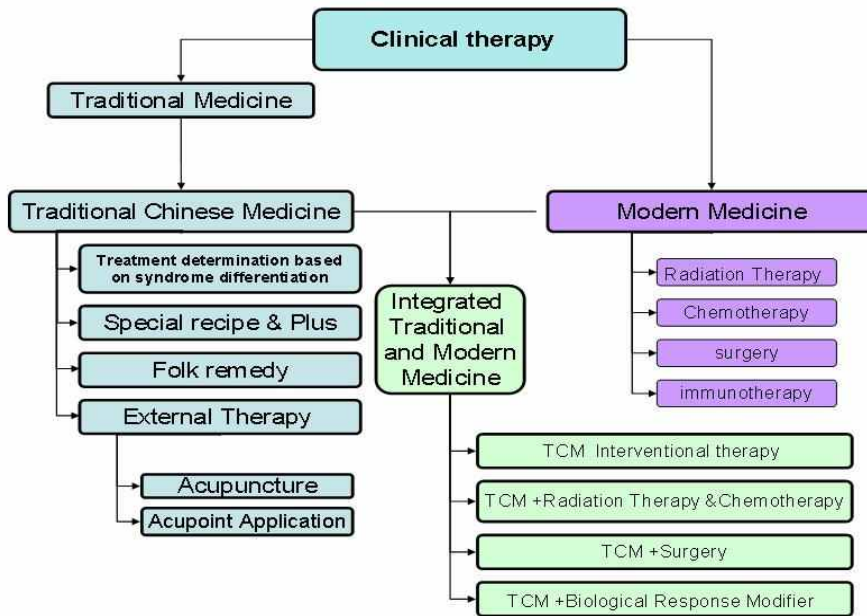 Clinical therapy
Traditional Medicine
Traditional Chinese Medicine
Treatment determination based
on syndrome differentiation
Special recipe & Plus
Folk remedy
External Therapy
Acupuncture
Acupoint Application
Integrated
Traditional
and Modern
Medicine
TCM Interventional therapy
TCM +Radiation Therapy &Chemotherapy
TCM +Surgery
TCM +Biological Response Modifier
Modern Medicine
Radiation Therapy
Chemotherapy
surgery
immunotherapy